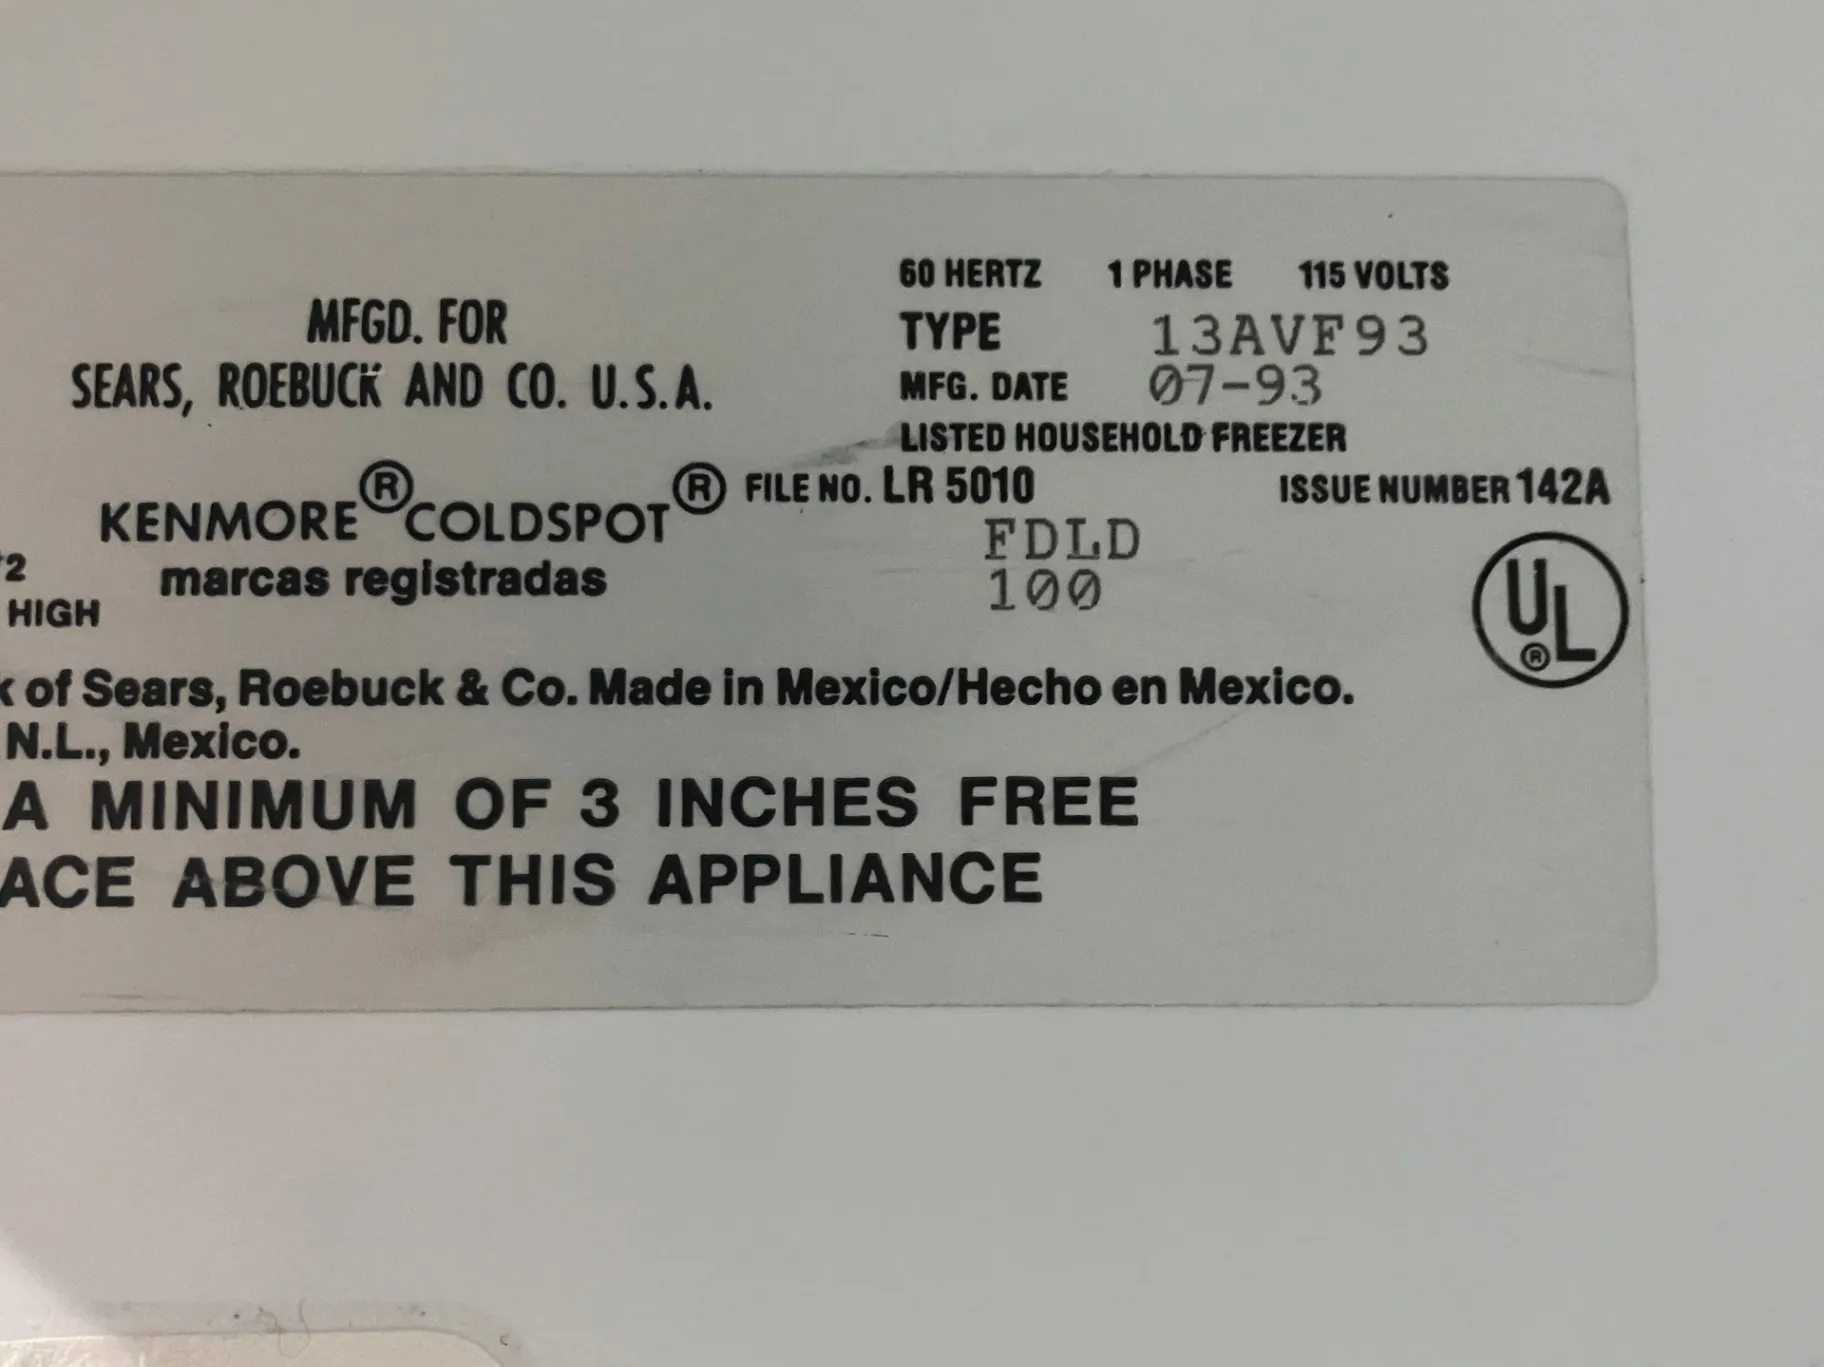 60 HERTZ 1 PHASE 115 VOLTS
MFGD. FOR
TYPE 13AVF93
SEARS, ROEBUCK AND CO. U.S.A.
MFG. DATE 07-93
LISTED HOUSEHOLD FREEZER
KENMORE® COLDSPOT® FILE NO. LR 5010 ISSUE NUMBER 142A
FDLD
marcas registradas
100
HIGH
UL®
of Sears, Roebuck & Co. Made in Mexico/Hecho en Mexico.
N.L., Mexico.
A MINIMUM OF 3 INCHES FREE
ABOVE THIS APPLIANCE